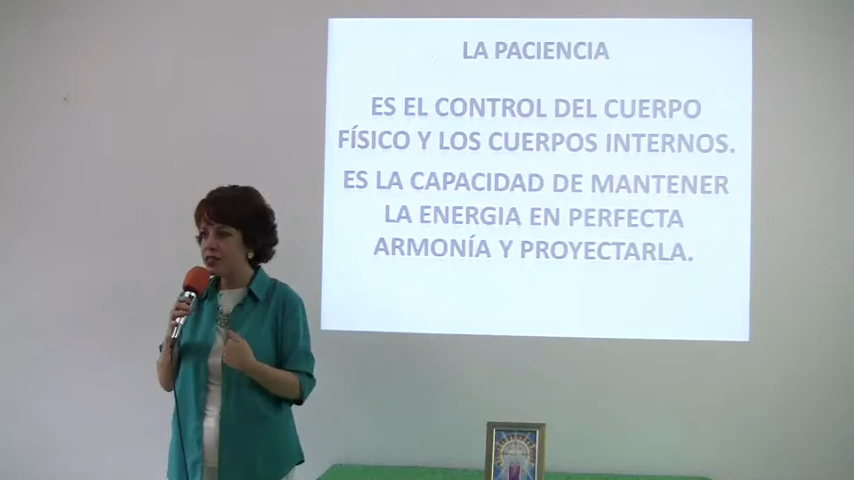 LA PACIENCIA
ES EL CONTROL DEL CUERPO
FÍSICO Y LOS CUERPOS INTERNOS.
ES LA CAPACIDAD DE MANTENER
LA ENERGIA EN PERFECTA
ARMONÍA Y PROYECTARLA.